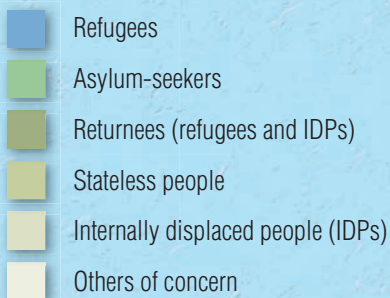 Refugees
Asylum-seekers
Returnees (refugees and IDPs)
Stateless people
Internally displaced people (IDPs)
Others of concern